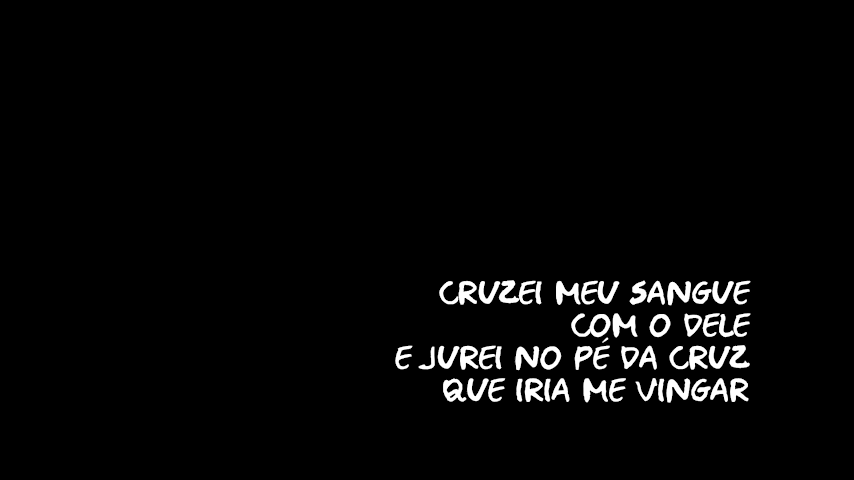 CRUZEI MEU SANGUE
COM O DELE
E JUREI NO PÉ DA CRUZ
QUE IRIA ME VINGAR